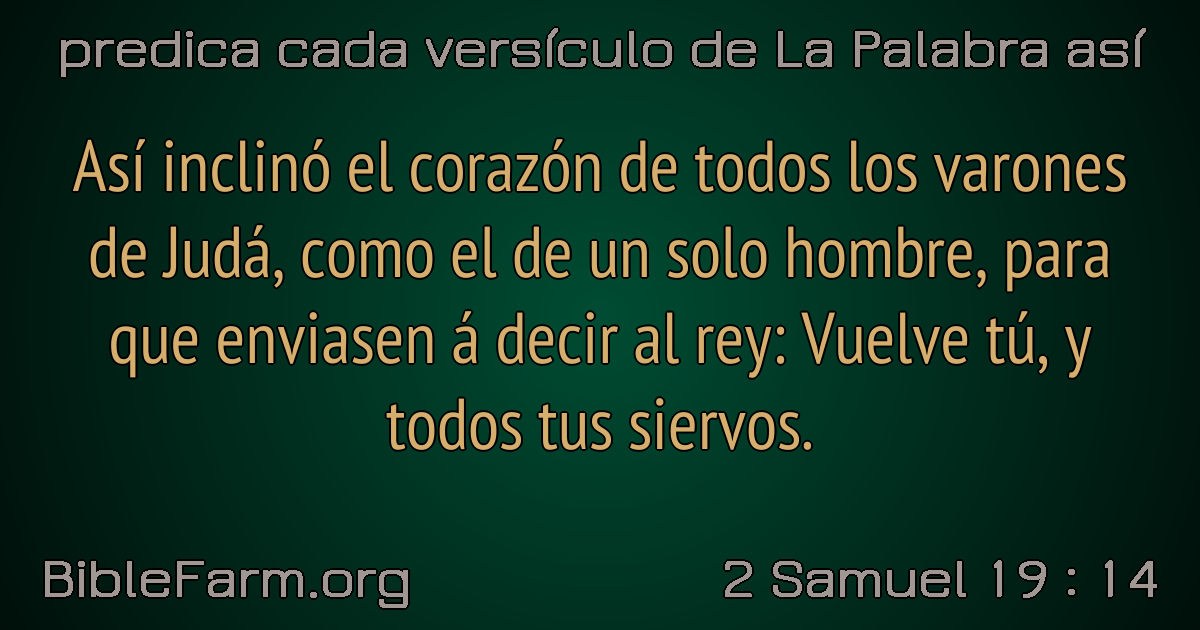 predica cada versículo de La Palabra así
Así inclinó el corazón de todos los varones
de Judá, como el de un solo hombre, para
que enviasen á decir al rey: Vuelve tú, y
todos tus siervos.
BibleFarm.org
2 Samuel 19 : 14